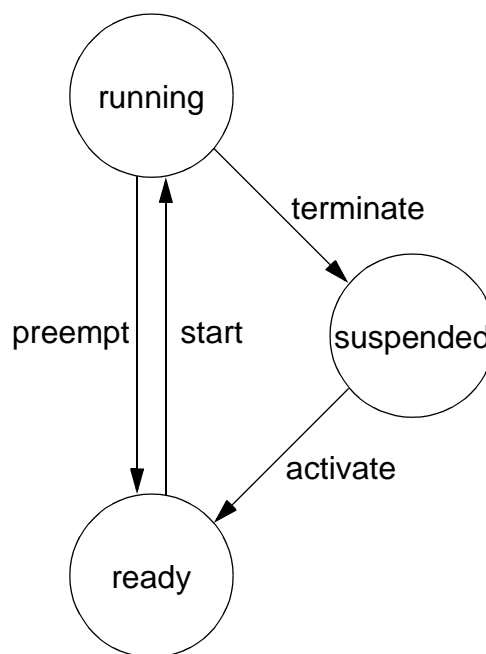 running
terminate
preempt
start
suspended
activate
ready